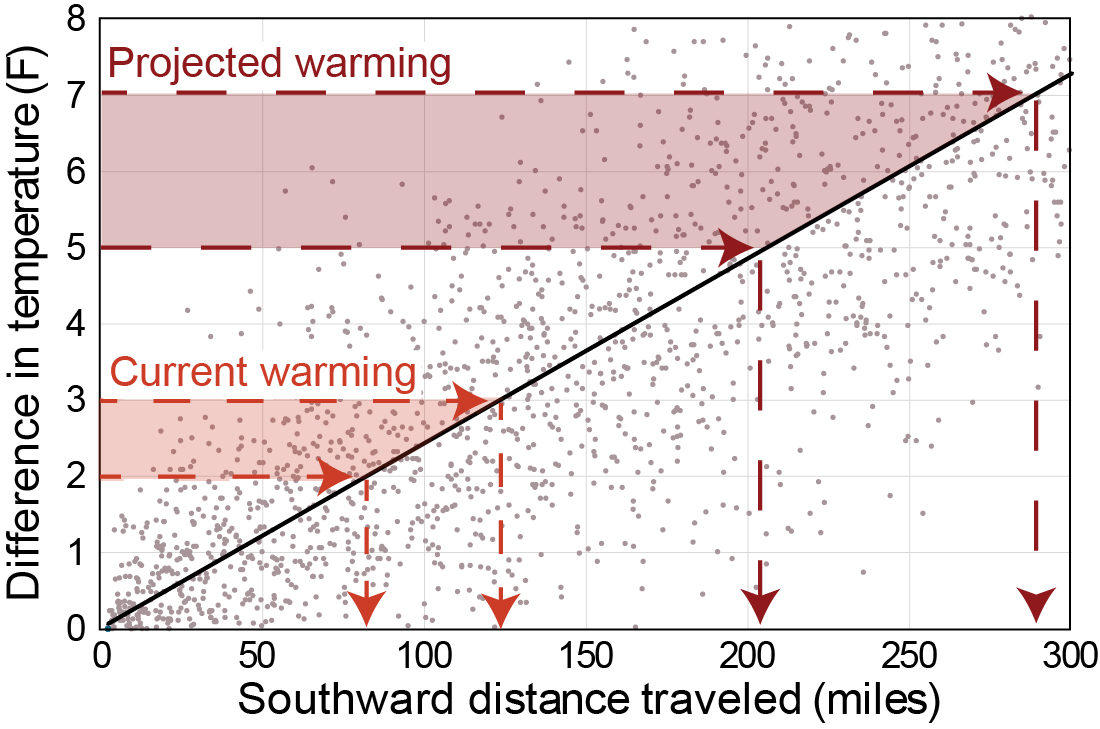 Difference in temperature (F)
8
7
6
5
4
3
2
1
0
Projected warming
Current warming
0 50 100 150 200 250 300
Southward distance traveled (miles)